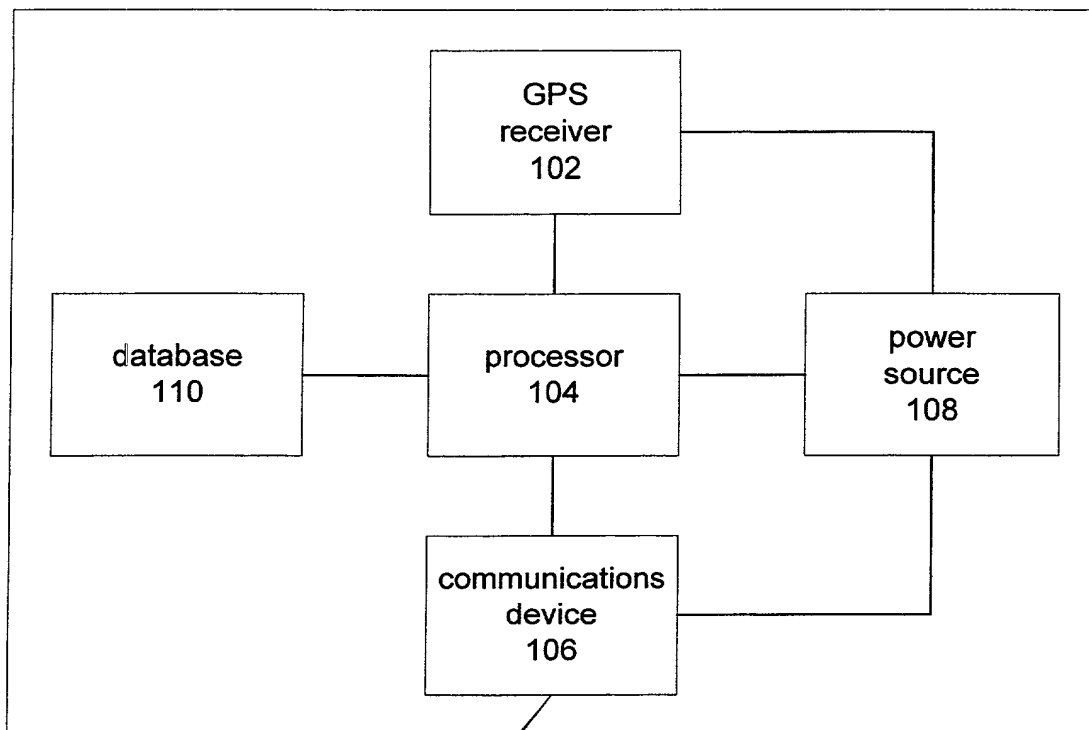 GPS
receiver
102
database
110
processor
104
power
source
108
communications
device
106